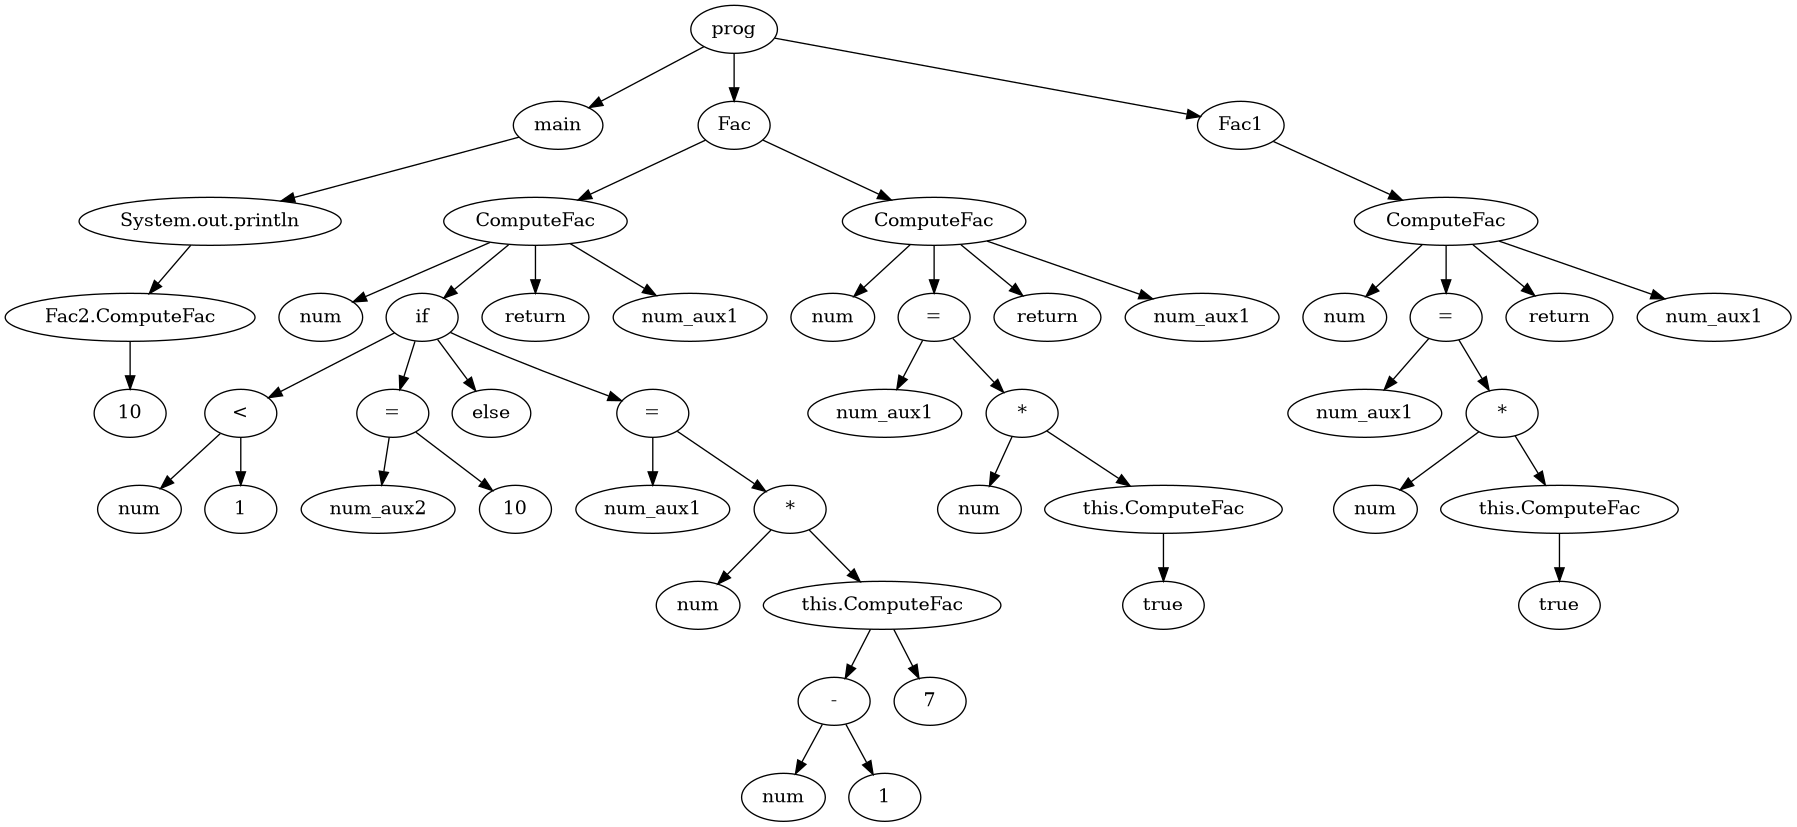 prog
main
Fac
Fac1
System.out.println
ComputeFac
ComputeFac
ComputeFac
Fac2.ComputeFac
num
if
return
num_aux1
num
=
return
num_aux1
num
=
return
num_aux1
10
<
=
else
=
num_aux1
*
num_aux1
*
num
1
num_aux2
10
num_aux1
*
num
this.ComputeFac
num
this.ComputeFac
num
this.ComputeFac
true
true
-
7
num
1